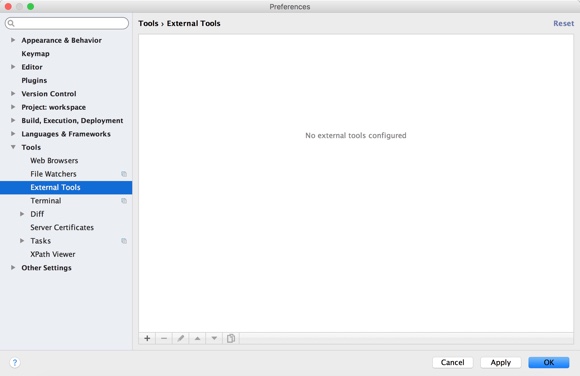 Preferences
Tools › External Tools
Reset
Appearance & Behavior
Keymap
Editor
Plugins
Version Control
Project: workspace
Build, Execution, Deployment
Languages & Frameworks
Tools
Web Browsers
File Watchers
External Tools
Terminal
Diff
Server Certificates
Tasks
XPath Viewer
Other Settings
No external tools configured
?
Cancel
Apply
OK